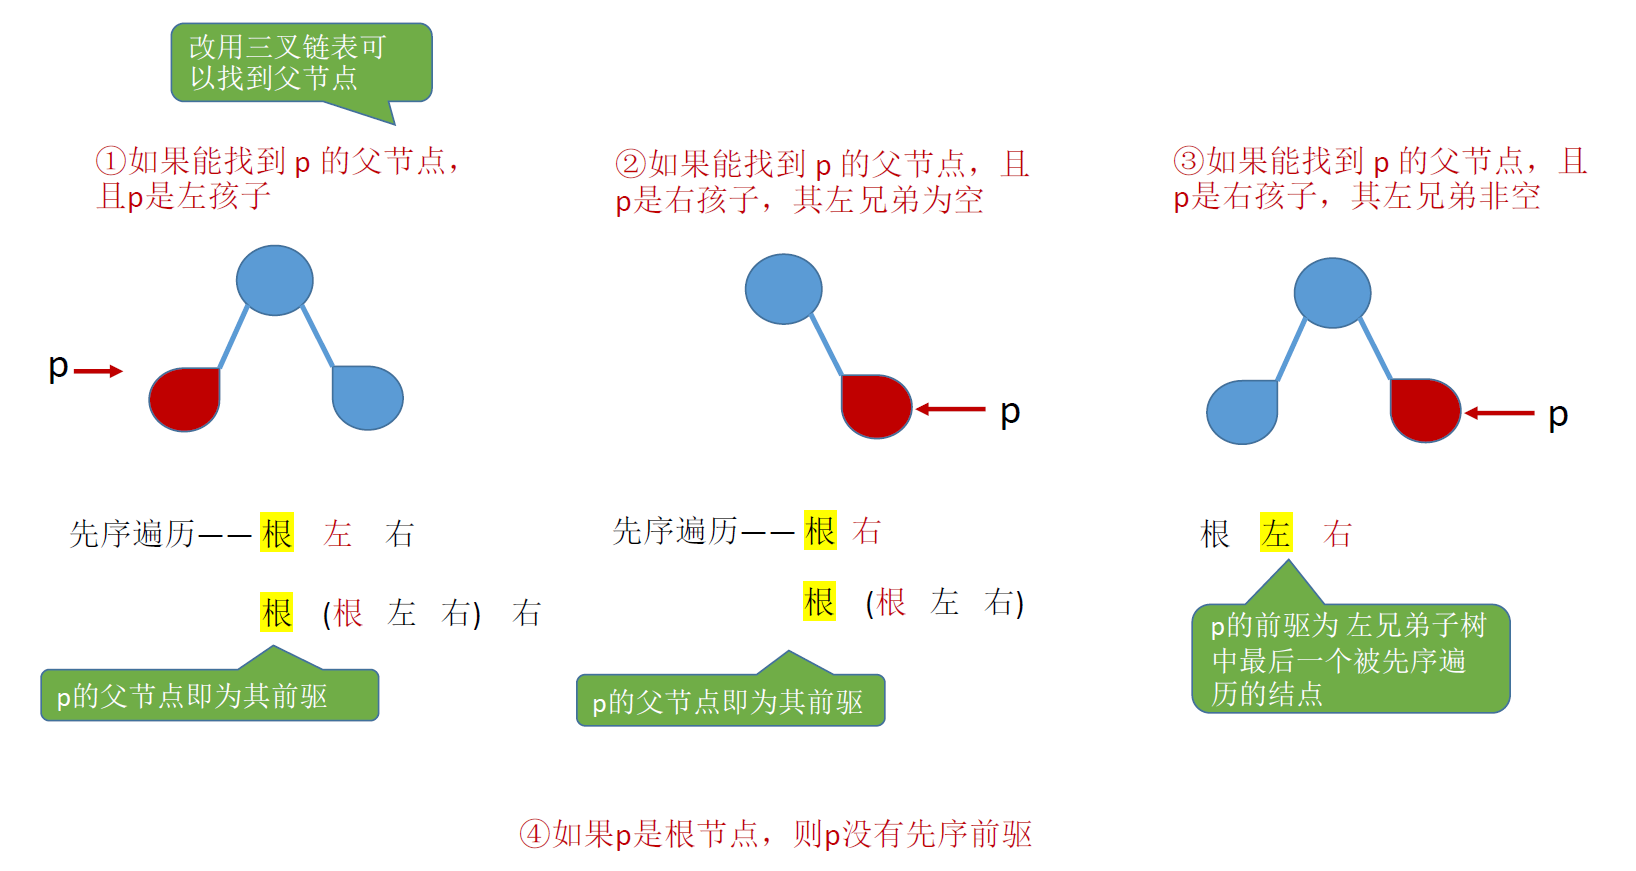 改用三叉链表可
以找到父节点
①如果能找到 p 的父节点，
且p是左孩子
p
先序遍历—— 根 左 右
根 (根 左 右) 右
p的父节点即为其前驱
②如果能找到 p 的父节点，且
p是右孩子，其左兄弟为空
p
先序遍历—— 根 右
根 (根 左 右)
p的父节点即为其前驱
③如果能找到 p 的父节点，且
p是右孩子，其左兄弟非空
p
根 左 右
p的前驱为 左兄弟子树
中最后一个被先序遍
历的结点
④如果p是根节点，则p没有先序前驱